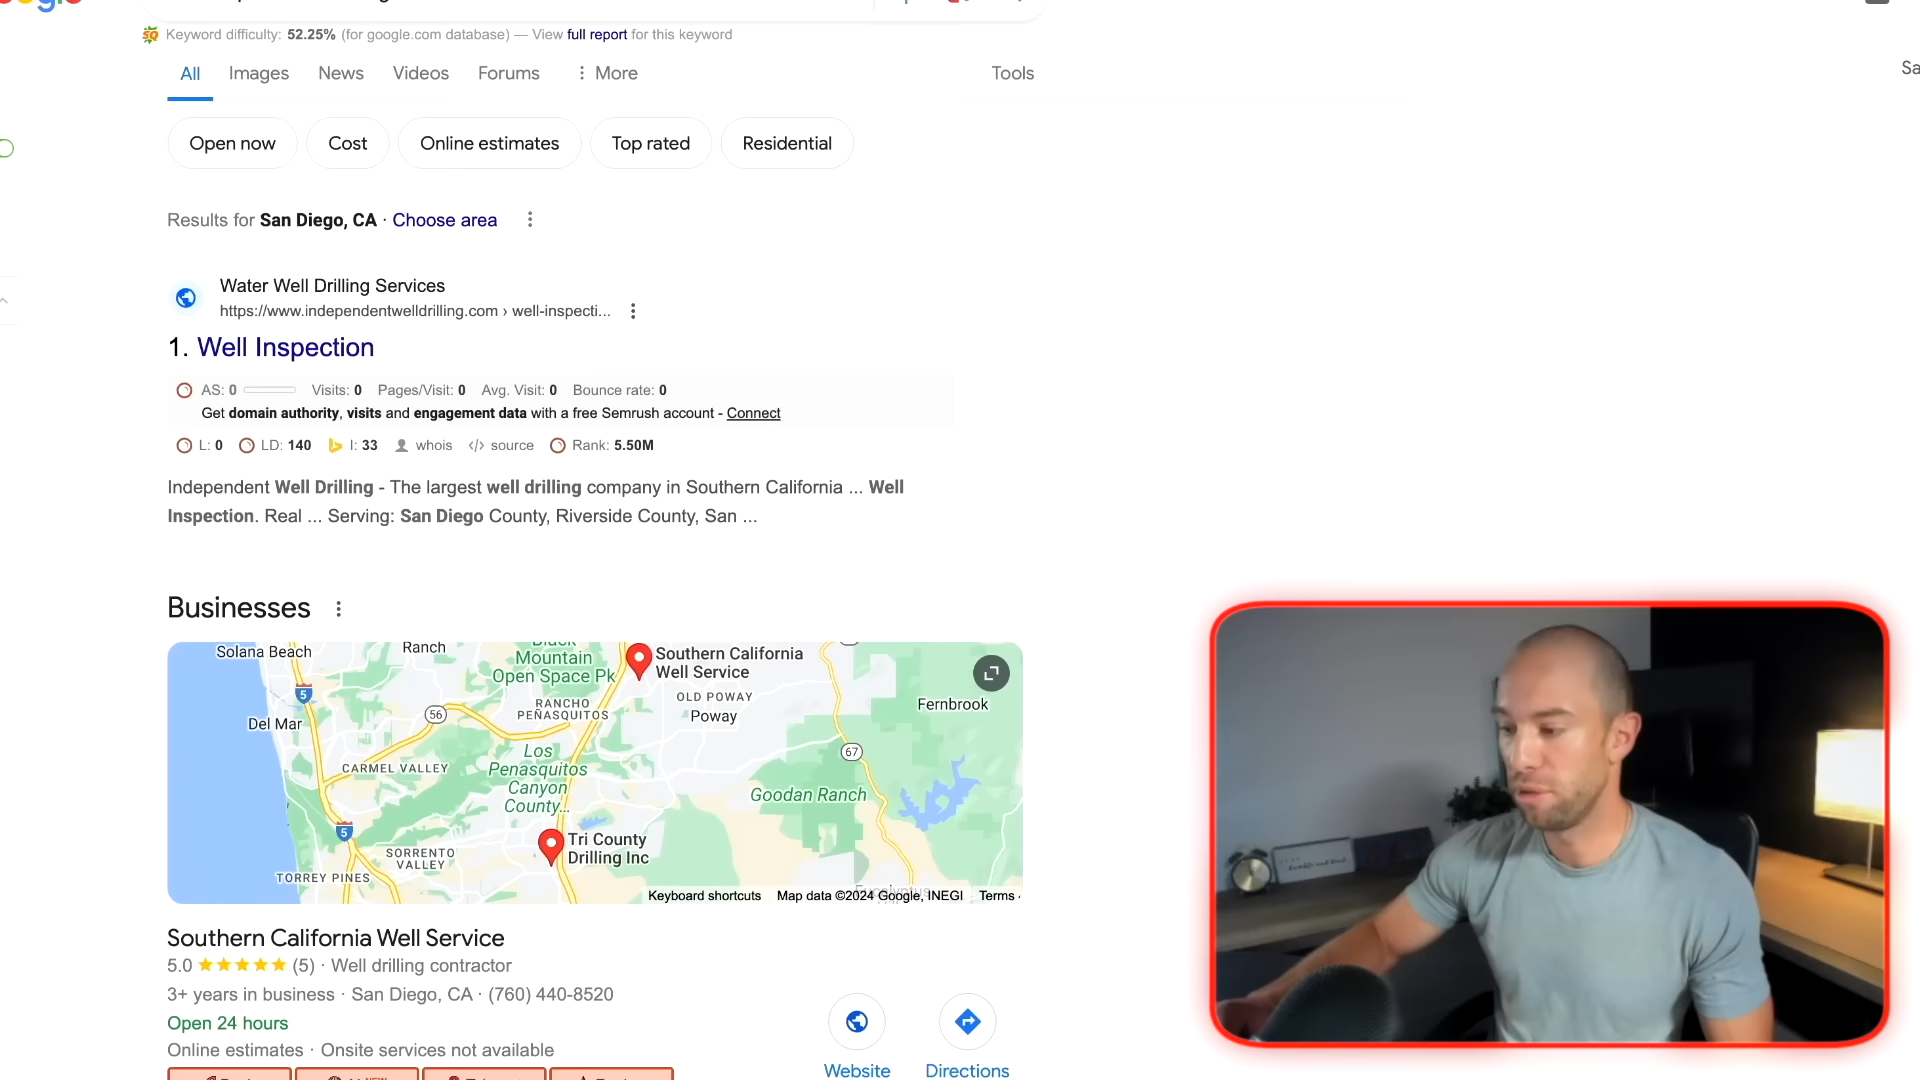 Keyword difficulty: 52.25% (for google.com database) — View full report for this keyword
All Images News Videos Forums More Tools
Open now Cost Online estimates Top rated Residential
Results for San Diego, CA · Choose area
Water Well Drilling Services
https://www.independentwelldrilling.com › well-inspecti...
1. Well Inspection
AS: 0 Visits: 0 Pages/Visit: 0 Avg. Visit: 0 Bounce rate: 0
Get domain authority, visits and engagement data with a free Semrush account - Connect
L: 0 LD: 140 I: 33 whois source Rank: 5.50M
Independent Well Drilling - The largest well drilling company in Southern California ... Well
Inspection. Real ... Serving: San Diego County, Riverside County, San ...
Businesses
Solana Beach
Ranch
Black
Mountain
Open Space Pk
Southern California
Well Service
OLD POWAY
Poway
RANCHO
PEÑASQUITOS
Fernbrook
5
56
Del Mar
67
CARMEL VALLEY
Los
Penasquitos
Canyon
County...
Goodan Ranch
5
Tri County
Drilling Inc
SORRENTO
VALLEY
TORREY PINES
Keyboard shortcuts Map data ©2024 Google, INEGI Terms
Southern California Well Service
5.0 (5) · Well drilling contractor
3+ years in business · San Diego, CA · (760) 440-8520
Open 24 hours
Online estimates · Onsite services not available
Website Directions